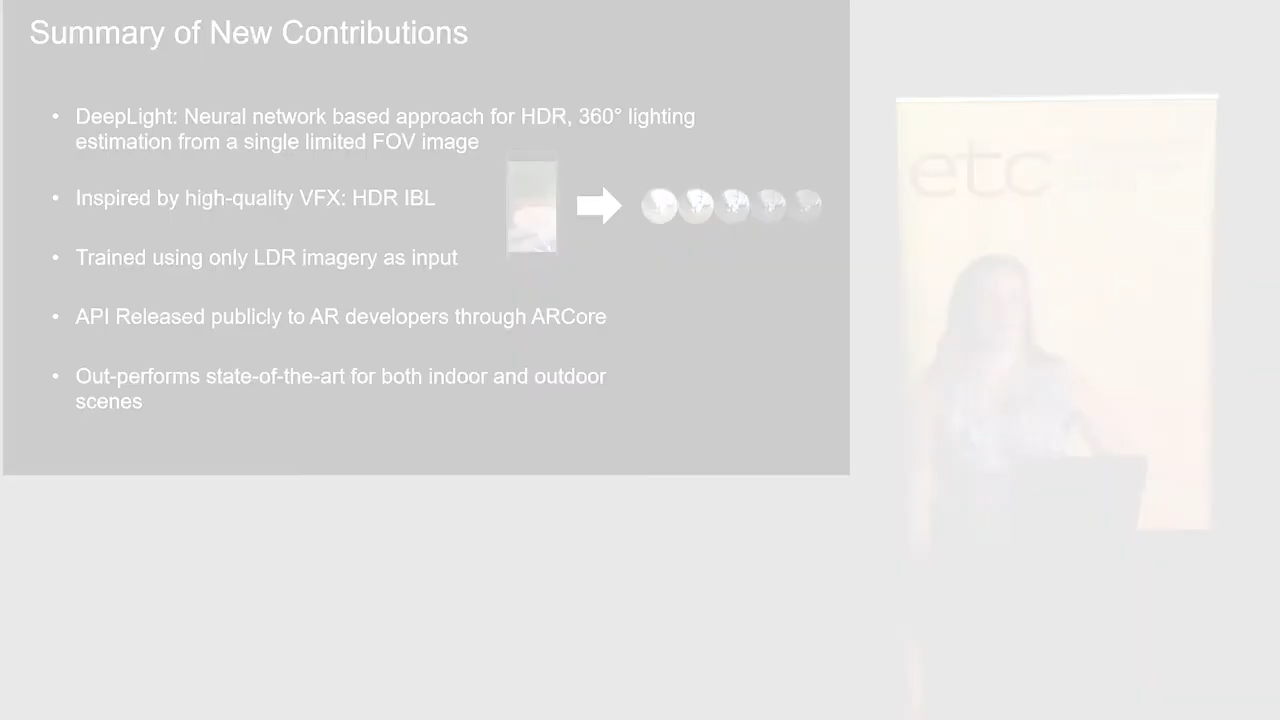 Summary of New Contributions
• DeepLight: Neural network based approach for HDR, 360° lighting
estimation from a single limited FOV image
• Inspired by high-quality VFX: HDR IBL
• Trained using only LDR imagery as input
• API Released publicly to AR developers through ARCore
• Out-performs state-of-the-art for both indoor and outdoor
scenes
etc